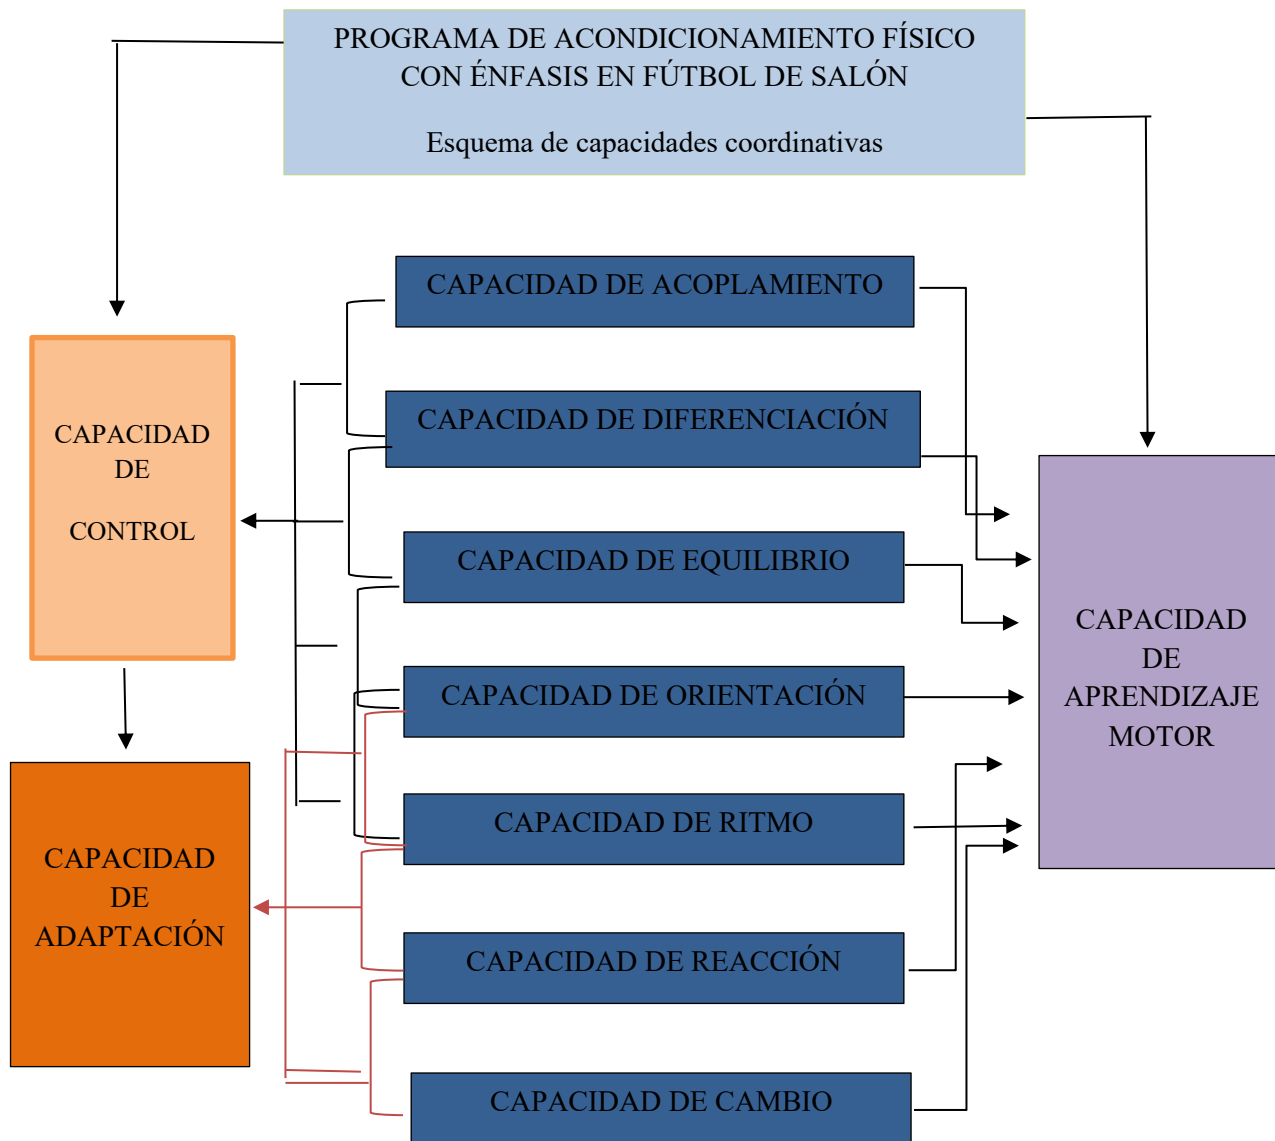 PROGRAMA DE ACONDICIONAMIENTO FÍSICO
CON ÉNFASIS EN FÚTBOL DE SALÓN
Esquema de capacidades coordinativas
CAPACIDAD DE ACOPLAMIENTO
CAPACIDAD DE DIFERENCIACIÓN
CAPACIDAD DE EQUILIBRIO
CAPACIDAD DE ORIENTACIÓN
CAPACIDAD DE RITMO
CAPACIDAD DE REACCIÓN
CAPACIDAD DE CAMBIO
CAPACIDAD
DE
CONTROL
CAPACIDAD
DE
ADAPTACIÓN
CAPACIDAD
DE
APRENDIZAJE
MOTOR